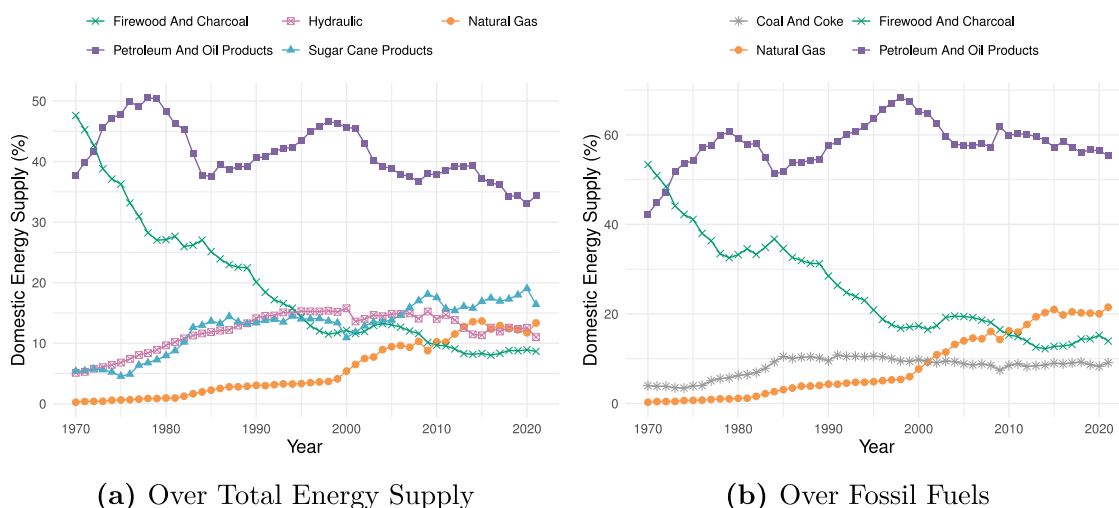 Firewood And Charcoal
Hydraulic
Natural Gas
Petroleum And Oil Products
Sugar Cane Products
Domestic Energy Supply (%)
50
40
30
20
10
0
1970
1980
1990
2000
2010
2020
Year
(a) Over Total Energy Supply
Coal And Coke
Firewood And Charcoal
Natural Gas
Petroleum And Oil Products
Domestic Energy Supply (%)
60
40
20
0
1970
1980
1990
2000
2010
2020
Year
(b) Over Fossil Fuels